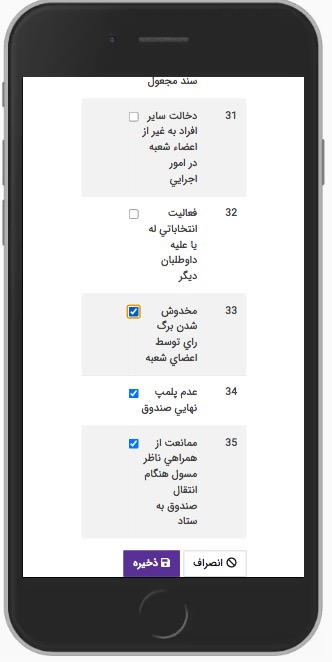 سند مجعول
31 دخالت ساير
افراد به غير از
اعضاء شعبه
در امور
اجرايي
32 فعاليت
انتخاباتي له
يا عليه
داوطلبان
ديگر
33 مخدوش
شدن برگ
راي توسط
اعضاي شعبه
34 عدم پلمپ
نهايي صندوق
35 ممانعت از
همراهي ناظر
مسول هنگام
انتقال
صندوق به
ستاد
انصراف ذخیره